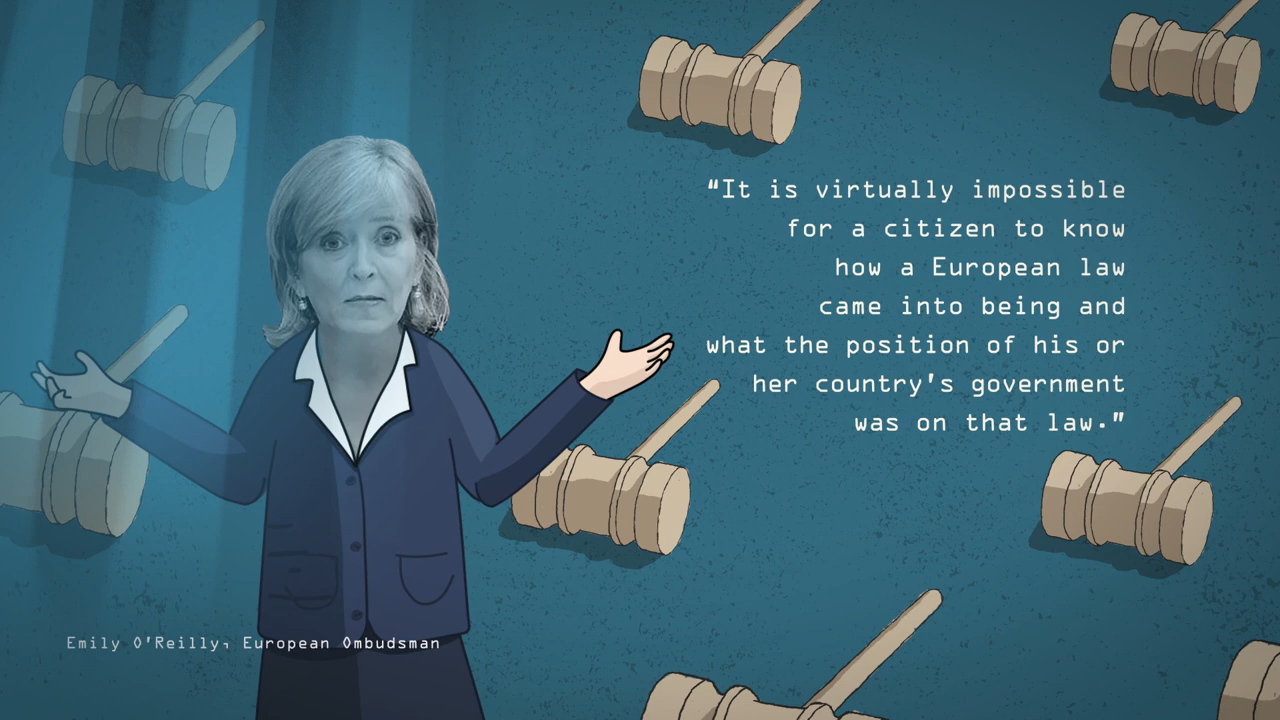 “It is virtually impossible
for a citizen to know
how a European law
came into being and
what the position of his or
her country's government
was on that law.”
Emily O'Reilly, European Ombudsman